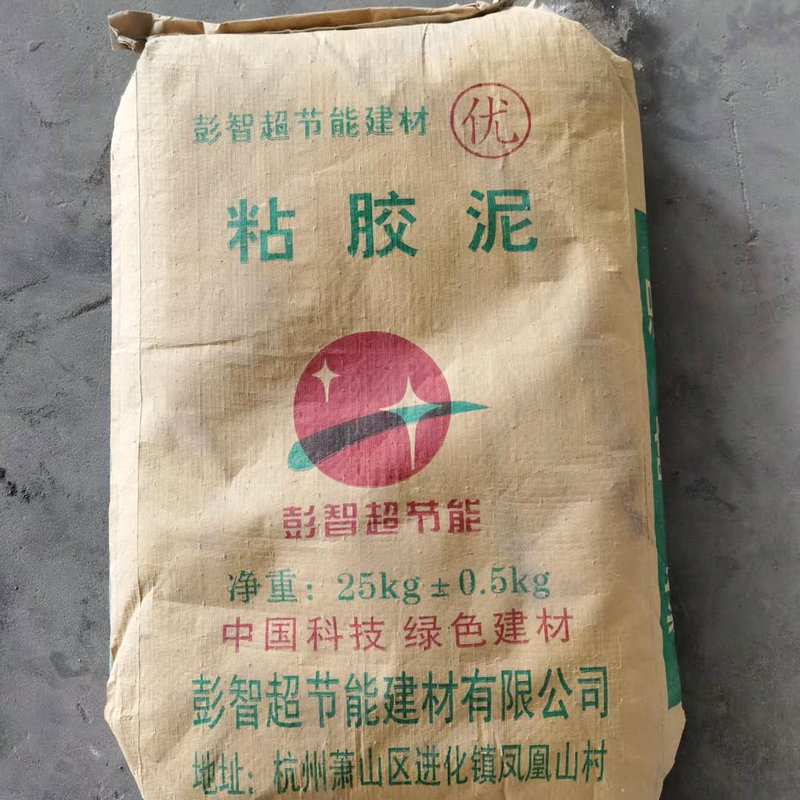 彭智超节能建材 优
粘胶泥
彭智超节能
净重：25kg±0.5kg
中国科技 绿色建材
彭智超节能建材有限公司
地址：杭州萧山区进化镇凤凰山村